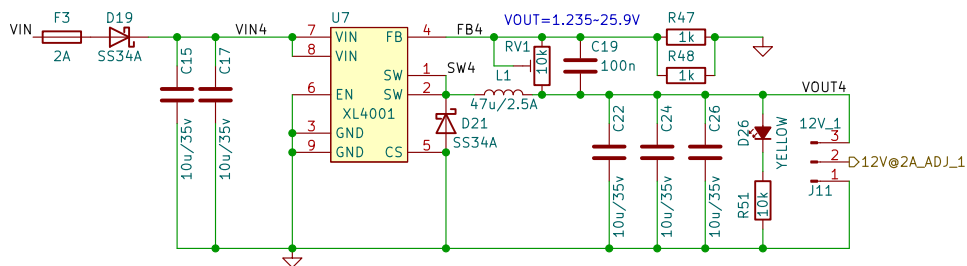 F3
D19
U7
VOUT=1.235~25.9V
R47
VIN
VIN4
7
VIN
FB
4
FB4
RV1
C19
1k
2A
SS34A
C15
C17
8
VIN
10k
100n
R48
SW
1
SW4
L1
1k
6
EN
SW
2
47u/2.5A
VOUT4
XL4001
D21
C22
C24
C26
D26
YELLOW
12V_1
3
GND
SS34A
3
9
GND
CS
5
2
12V@2A_ADJ_1
10u/35v
10u/35v
1
J11
10u/35v
10u/35v
10u/35v
R51
10k